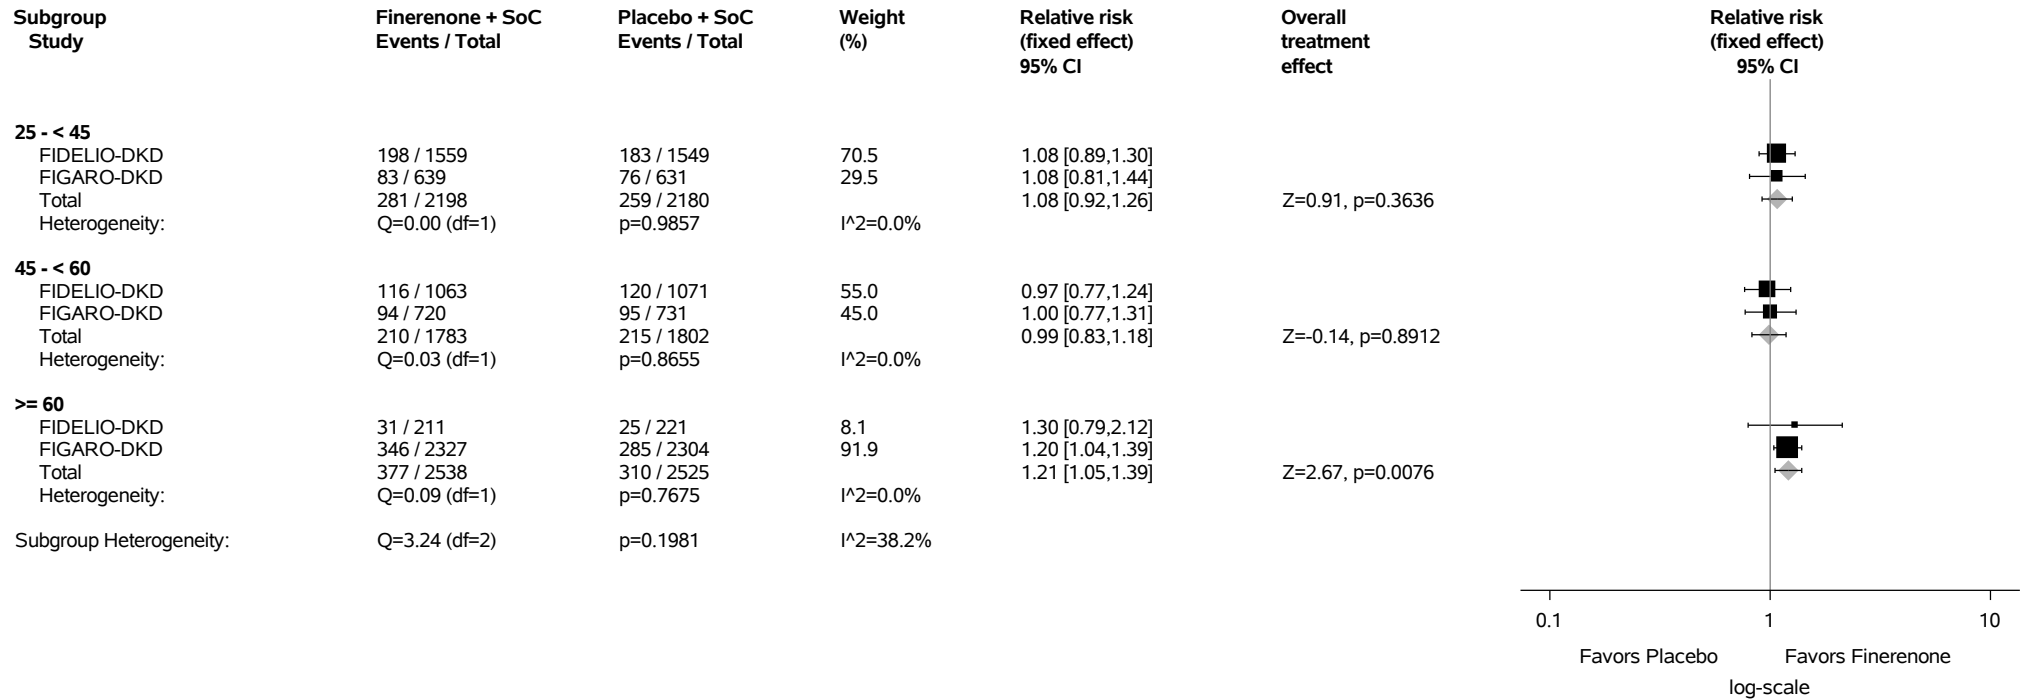 Subgroup Finerenone + SoC Placebo + SoC Weight Relative risk Overall Relative risk
Study Events / Total Events / Total (%) (fixed effect) treatment (fixed effect)
95% CI effect 95% CI
25 - < 45
FIDELIO-DKD 198 / 1559 183 / 1549 70.5 1.08 [0.89,1.30]
FIGARO-DKD 83 / 639 76 / 631 29.5 1.08 [0.81,1.44]
Total 281 / 2198 259 / 2180 1.08 [0.92,1.26] Z=0.91, p=0.3636
Heterogeneity: Q=0.00 (df=1) p=0.9857 I^2=0.0%
45 - < 60
FIDELIO-DKD 116 / 1063 120 / 1071 55.0 0.97 [0.77,1.24]
FIGARO-DKD 94 / 720 95 / 731 45.0 1.00 [0.77,1.31]
Total 210 / 1783 215 / 1802 0.99 [0.83,1.18] Z=-0.14, p=0.8912
Heterogeneity: Q=0.03 (df=1) p=0.8655 I^2=0.0%
>= 60
FIDELIO-DKD 31 / 211 25 / 221 8.1 1.30 [0.79,2.12]
FIGARO-DKD 346 / 2327 285 / 2304 91.9 1.20 [1.04,1.39]
Total 377 / 2538 310 / 2525 1.21 [1.05,1.39] Z=2.67, p=0.0076
Heterogeneity: Q=0.09 (df=1) p=0.7675 I^2=0.0%
Subgroup Heterogeneity: Q=3.24 (df=2) p=0.1981 I^2=38.2%
0.1 1 10
Favors Placebo Favors Finerenone
log-scale